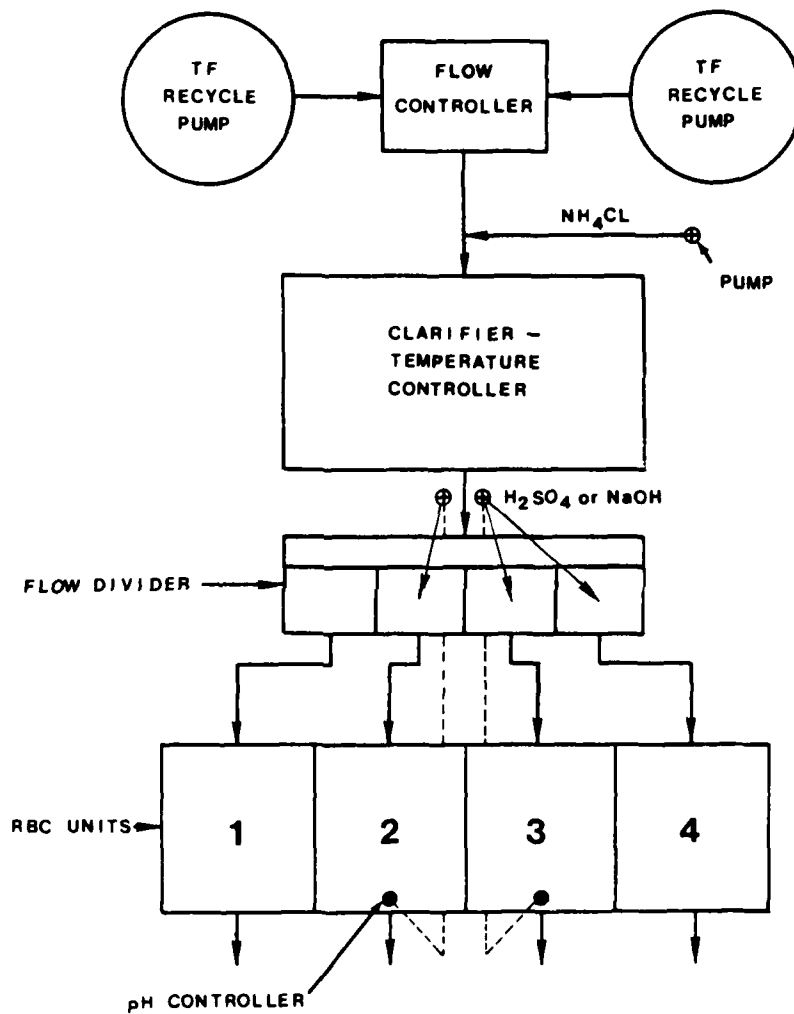 TF
RECYCLE
PUMP
FLOW
CONTROLLER
TF
RECYCLE
PUMP
NH₄CL
PUMP
CLARIFIER –
TEMPERATURE
CONTROLLER
H₂SO₄ or NaOH
FLOW DIVIDER
RBC UNITS
1
2
3
4
pH CONTROLLER